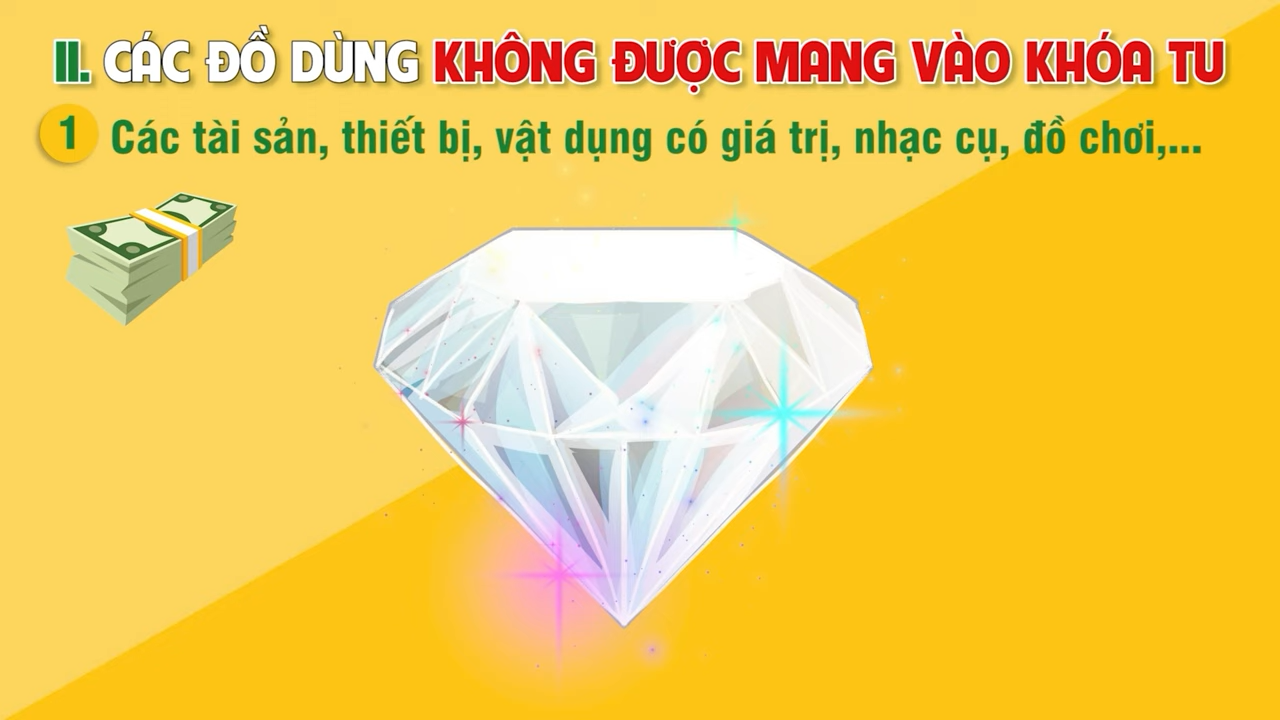 II. CÁC ĐỒ DÙNG KHÔNG ĐƯỢC MANG VÀO KHÓA TU
1 Các tài sản, thiết bị, vật dụng có giá trị, nhạc cụ, đồ chơi,...